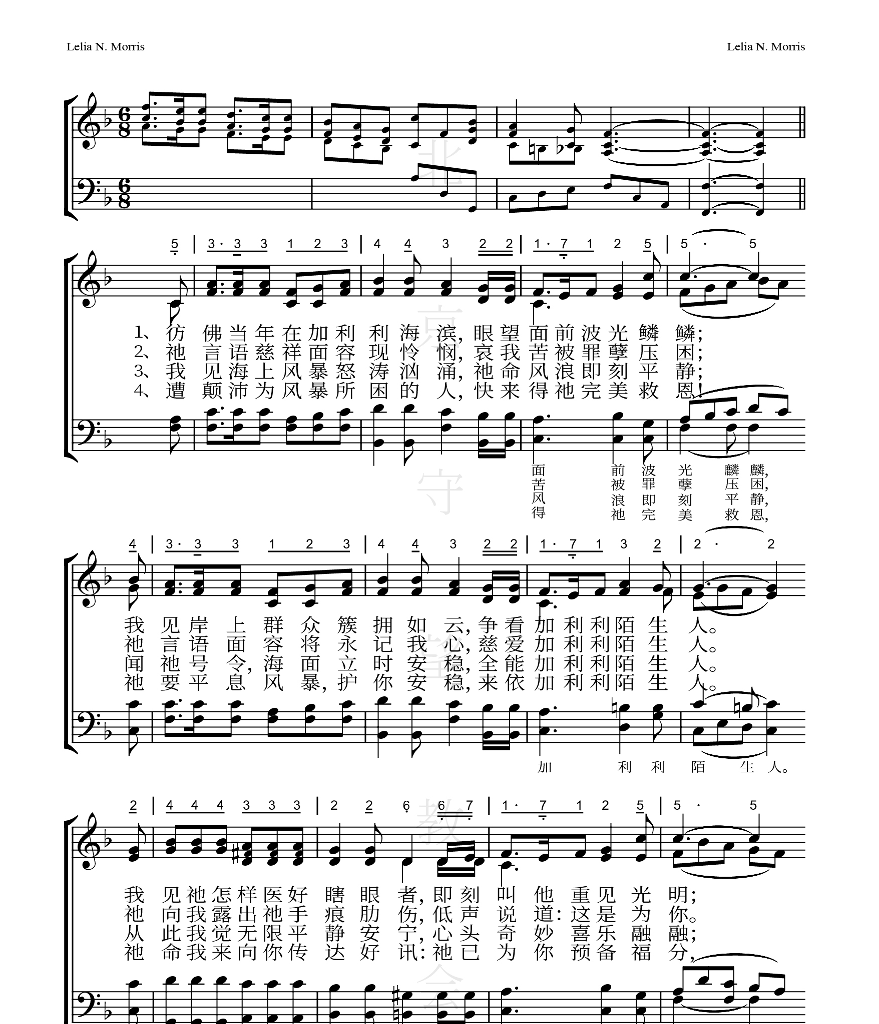 Lelia N. Morris Lelia N. Morris
5 3·3 3 1 2 3 4 4 3 2 2 1·7 1 2 5 5· 5
1、彷佛当年在加利利海滨,眼望面前波光鳞鳞;
2、祂言语慈祥面容现怜悯,哀我苦被罪孽压困;
3、我见海上风暴怒涛汹涌,祂命风浪即刻平静;
4、遭颠沛为风暴所困的人,快来得祂完美救恩!
面前波光麟麟,
苦被罪孽压困,
风浪即刻平静,
得祂完美救恩,
4 3·3 3 1 2 3 4 4 3 2 2 1·7 1 3 2 2· 2
我见岸上群众簇拥如云,争看加利利陌生人。
祂言语面容将永记我心,慈爱加利利陌生人。
闻祂号令,海面立时安稳,全能加利利陌生人。
祂要平息风暴,护你安稳,来依加利利陌生人。
加利利陌生人。
2 4 4 4 3 3 3 2 2 6 6 7 1·7 1 2 5 5· 5
我见祂怎样医好瞎眼者,即刻叫他重见光明;
祂向我露出祂手痕肋伤,低声说道:这是为你。
从此我觉无限平静安宁,心头奇妙喜乐融融;
祂命我来向你传达好讯:祂已为你预备福分,
北
京
守
教
会